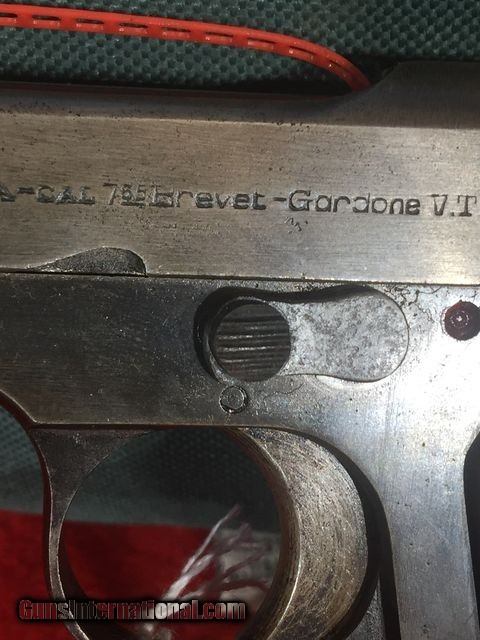 A-CAL 7.65 Brevet-Gardone V.T
GunsInternational.com